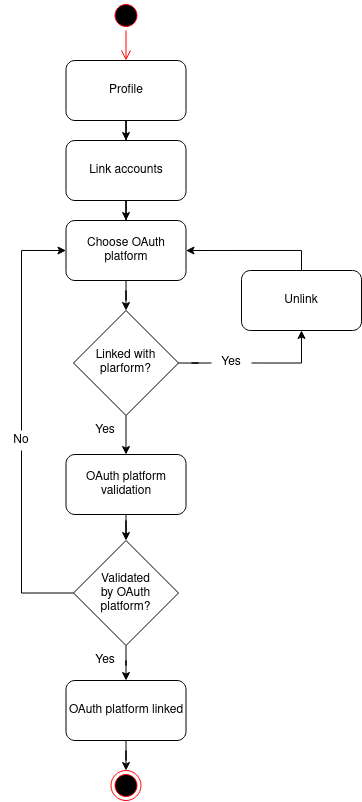 Profile
Link accounts
Choose OAuth
platform
Unlink
Linked with
plarform?
Yes
Yes
No
OAuth platform
validation
Validated
by OAuth
platform?
Yes
OAuth platform linked